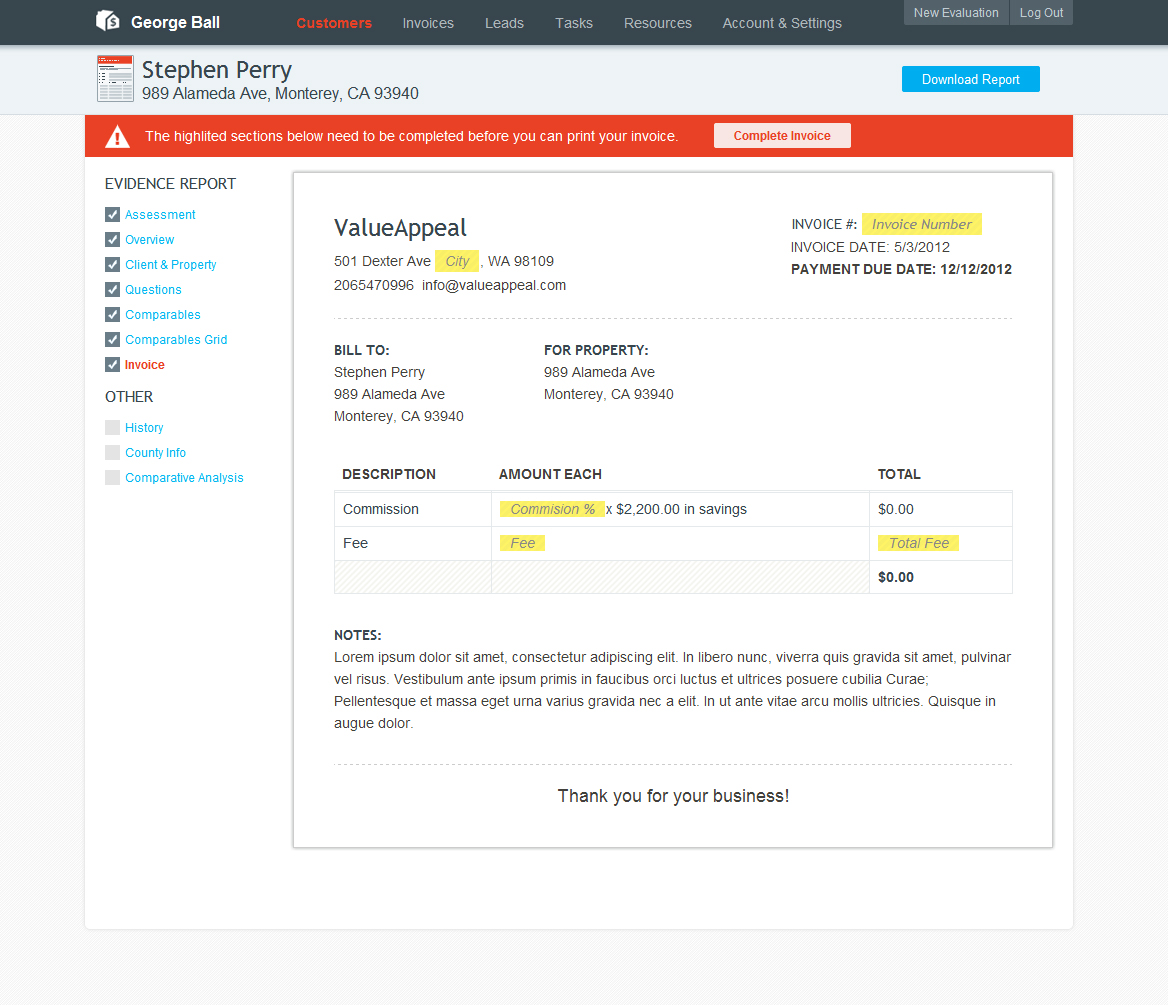 George Ball
Customers Invoices Leads Tasks Resources Account & Settings
New Evaluation Log Out
Stephen Perry
989 Alameda Ave, Monterey, CA 93940
Download Report
The highlited sections below need to be completed before you can print your invoice.
Complete Invoice
EVIDENCE REPORT
Assessment
Overview
Client & Property
Questions
Comparables
Comparables Grid
Invoice
OTHER
History
County Info
Comparative Analysis
ValueAppeal
501 Dexter Ave City , WA 98109
2065470996 info@valueappeal.com
INVOICE #: Invoice Number
INVOICE DATE: 5/3/2012
PAYMENT DUE DATE: 12/12/2012
BILL TO:
Stephen Perry
989 Alameda Ave
Monterey, CA 93940
FOR PROPERTY:
989 Alameda Ave
Monterey, CA 93940
DESCRIPTION AMOUNT EACH TOTAL
Commission Commision % x $2,200.00 in savings $0.00
Fee Fee Total Fee
$0.00
NOTES:
Lorem ipsum dolor sit amet, consectetur adipiscing elit. In libero nunc, viverra quis gravida sit amet, pulvinar
vel risus. Vestibulum ante ipsum primis in faucibus orci luctus et ultrices posuere cubilia Curae;
Pellentesque et massa eget urna varius gravida nec a elit. In ut ante vitae arcu mollis ultricies. Quisque in
augue dolor.
Thank you for your business!